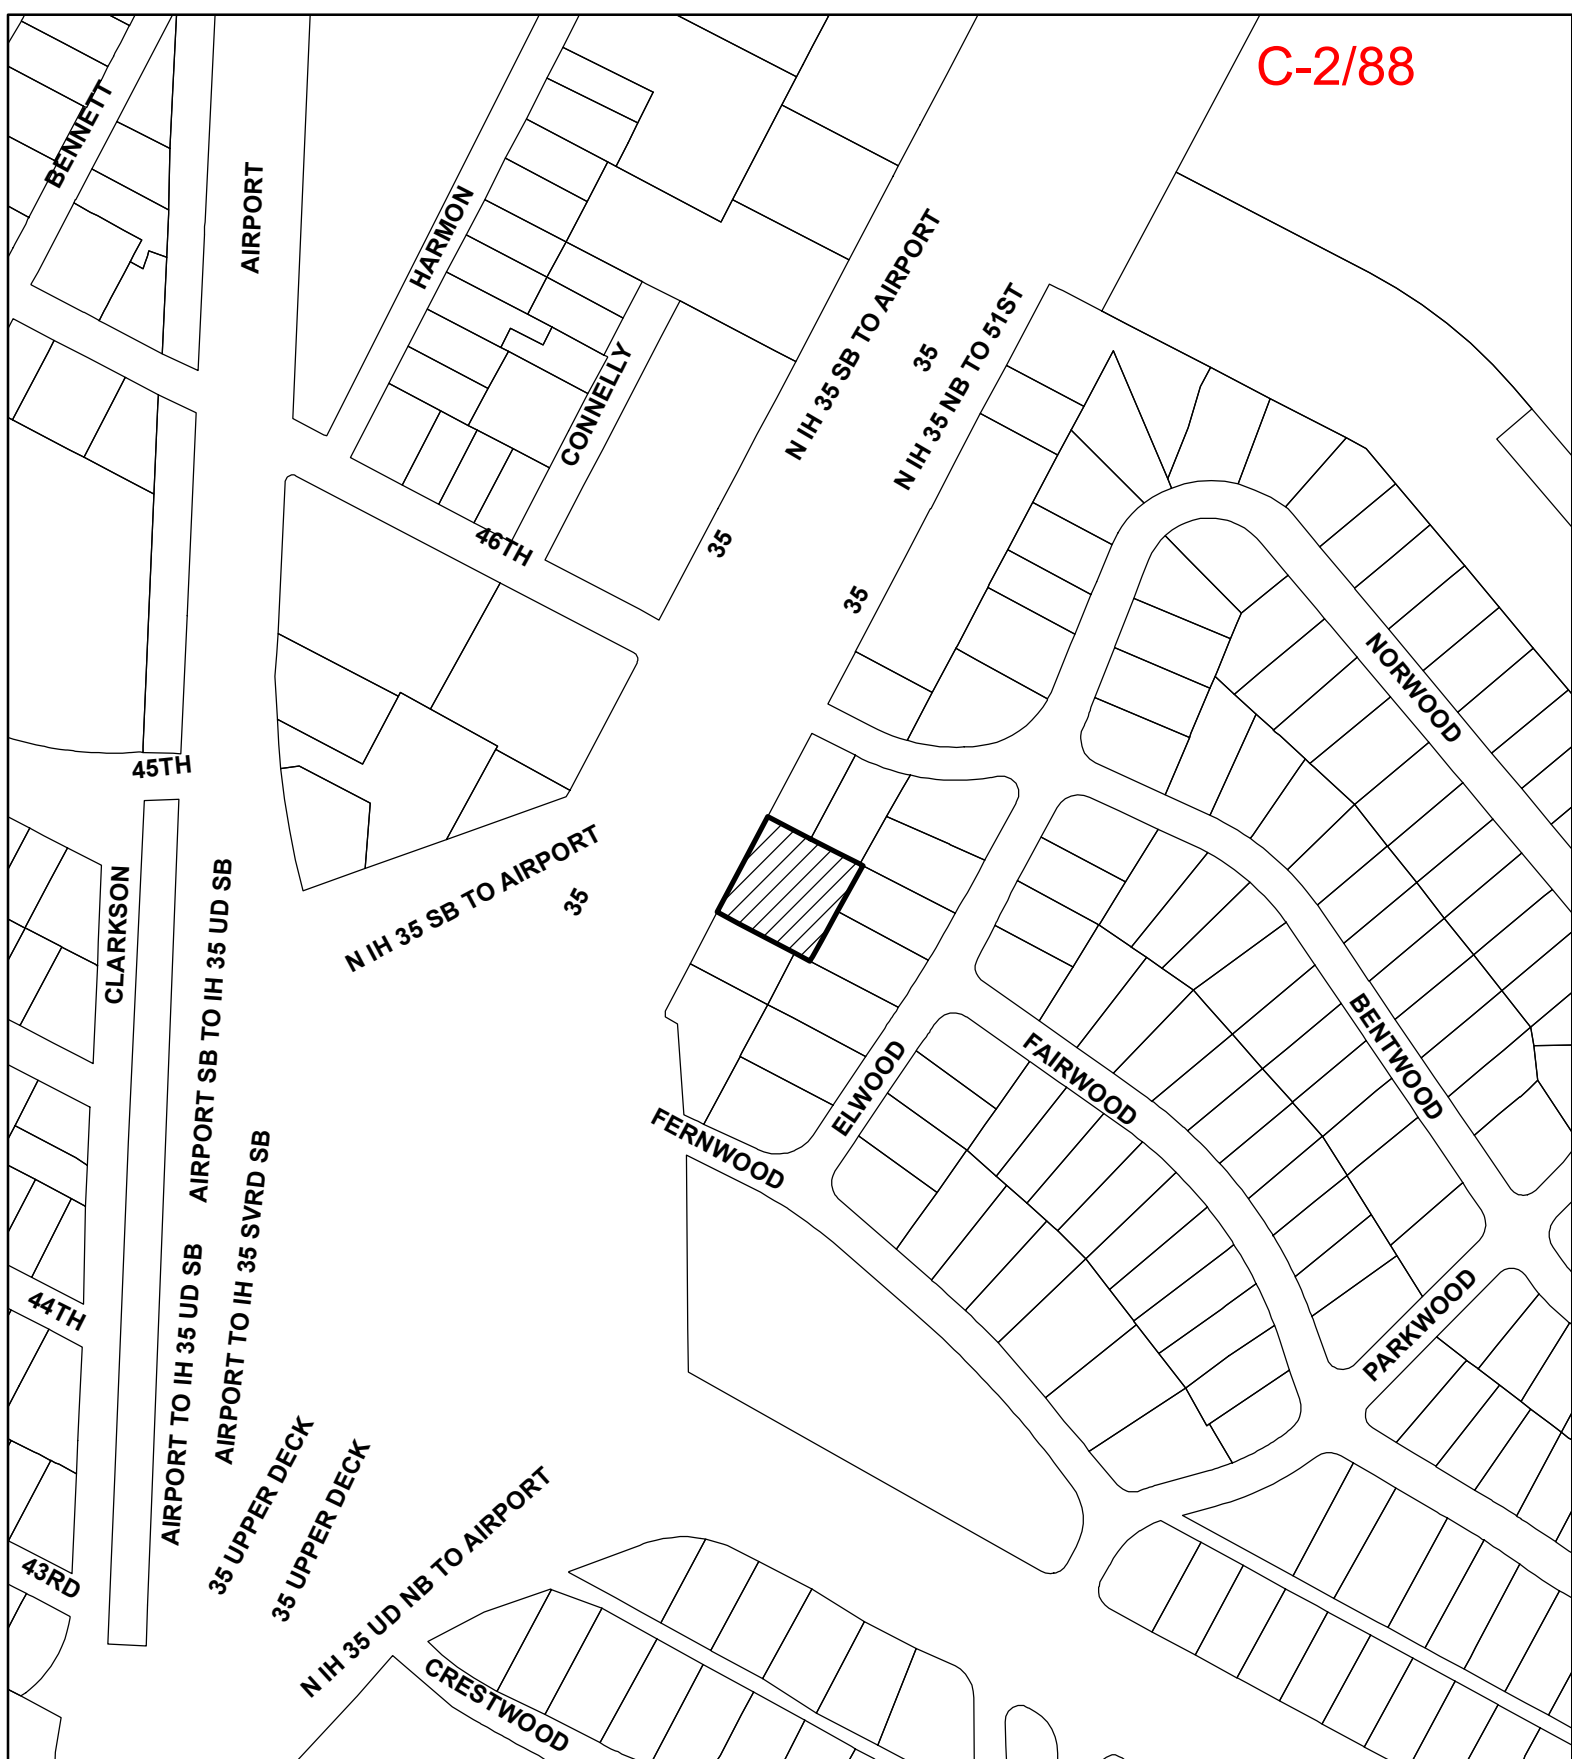 C-2/88
BENNETT
AIRPORT
HARMON
N IH 35 SB TO AIRPORT
35
N IH 35 NB TO 51ST
CONNELLY
46TH
35
35
NORWOOD
45TH
N IH 35 SB TO AIRPORT
35
CLARKSON
AIRPORT SB TO IH 35 UD SB
ELWOOD
FAIRWOOD
BENTWOOD
FERNWOOD
AIRPORT TO IH 35 SVRD SB
AIRPORT TO IH 35 UD SB
44TH
PARKWOOD
35 UPPER DECK
35 UPPER DECK
N IH 35 UD NB TO AIRPORT
43RD
CRESTWOOD